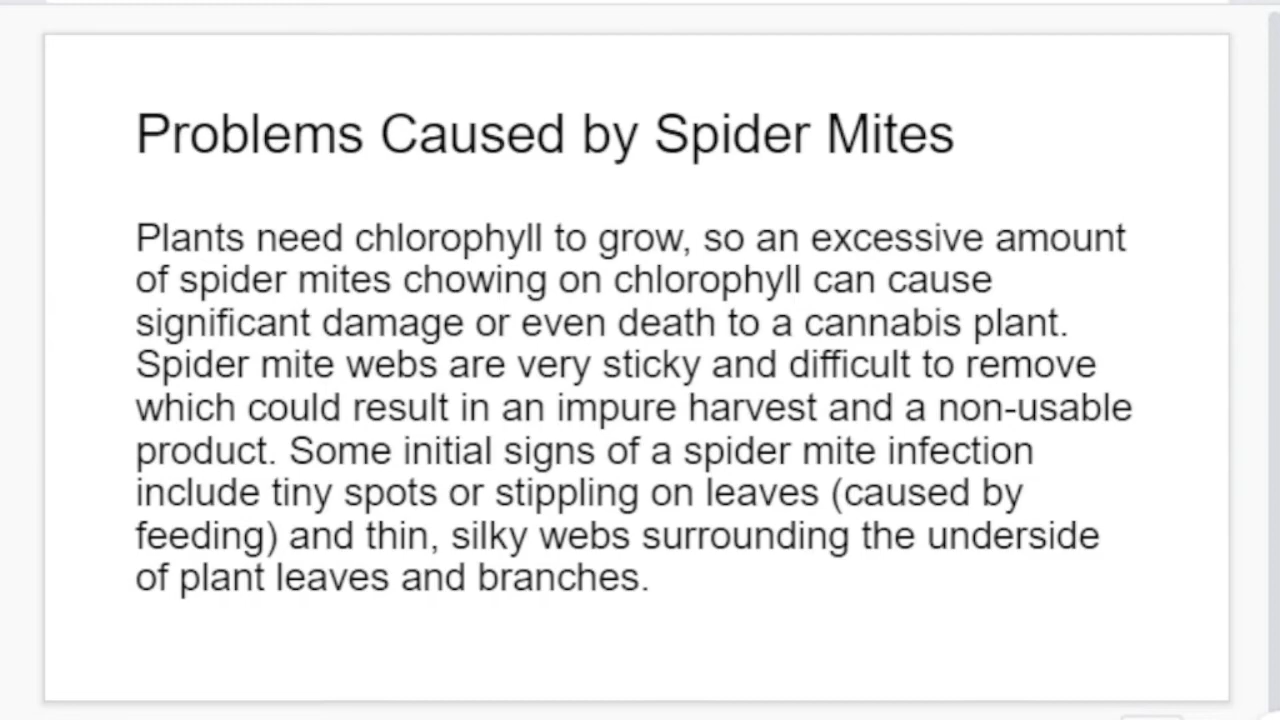 Problems Caused by Spider Mites
Plants need chlorophyll to grow, so an excessive amount
of spider mites chowing on chlorophyll can cause
significant damage or even death to a cannabis plant.
Spider mite webs are very sticky and difficult to remove
which could result in an impure harvest and a non-usable
product. Some initial signs of a spider mite infection
include tiny spots or stippling on leaves (caused by
feeding) and thin, silky webs surrounding the underside
of plant leaves and branches.